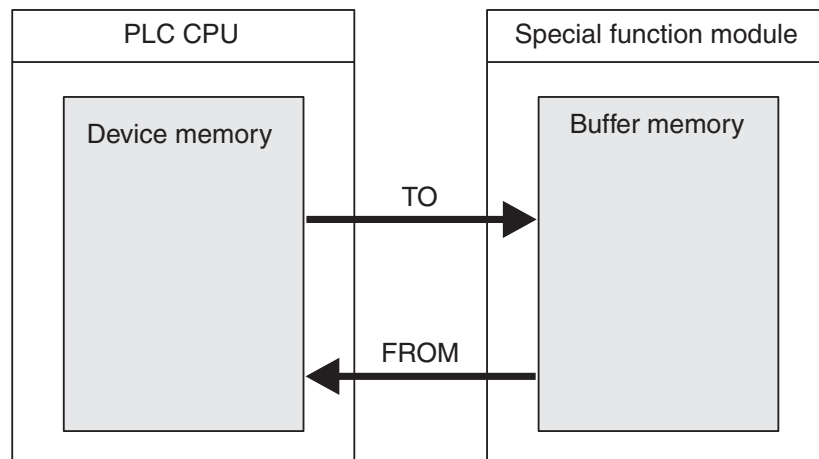 PLC CPU
Special function module
Device memory
Buffer memory
TO
FROM